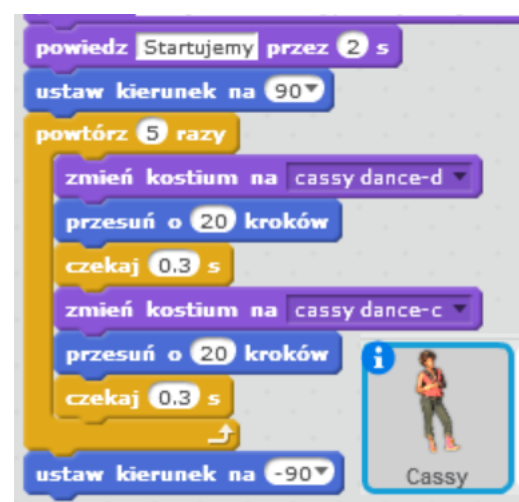 powiedz Startujemy przez 2 s
ustaw kierunek na 90
powtórz 5 razy
zmień kostium na cassy dance-d
przesuń o 20 kroków
czekaj 0.3 s
zmień kostium na cassy dance-c
przesuń o 20 kroków
czekaj 0.3 s
ustaw kierunek na -90
i
Cassy